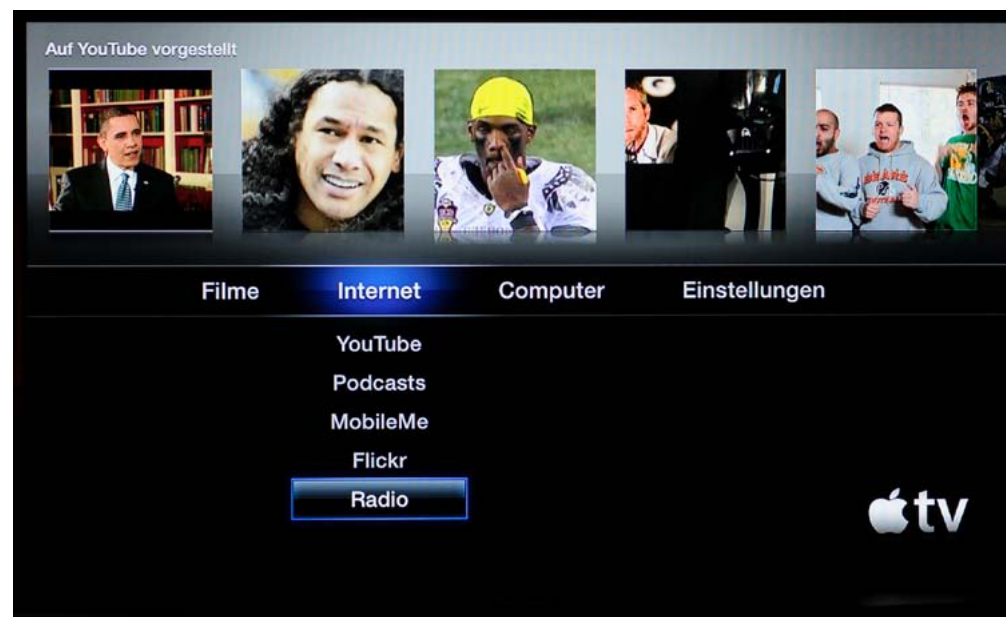 Auf YouTube vorgestellt
Filme Internet Computer Einstellungen
YouTube
Podcasts
MobileMe
Flickr
Radio
tv